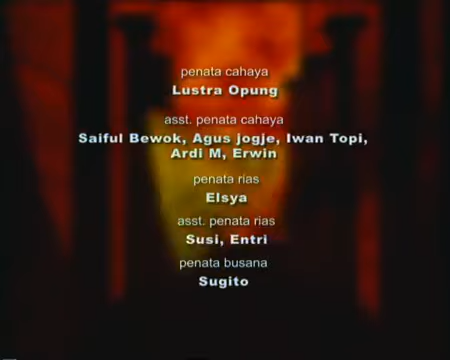 penata cahaya
Lustra Opung
asst. penata cahaya
Saiful Bewok, Agus jogje, Iwan Topi,
Ardi M, Erwin
penata rias
Elsya
asst. penata rias
Susi, Entri
penata busana
Sugito